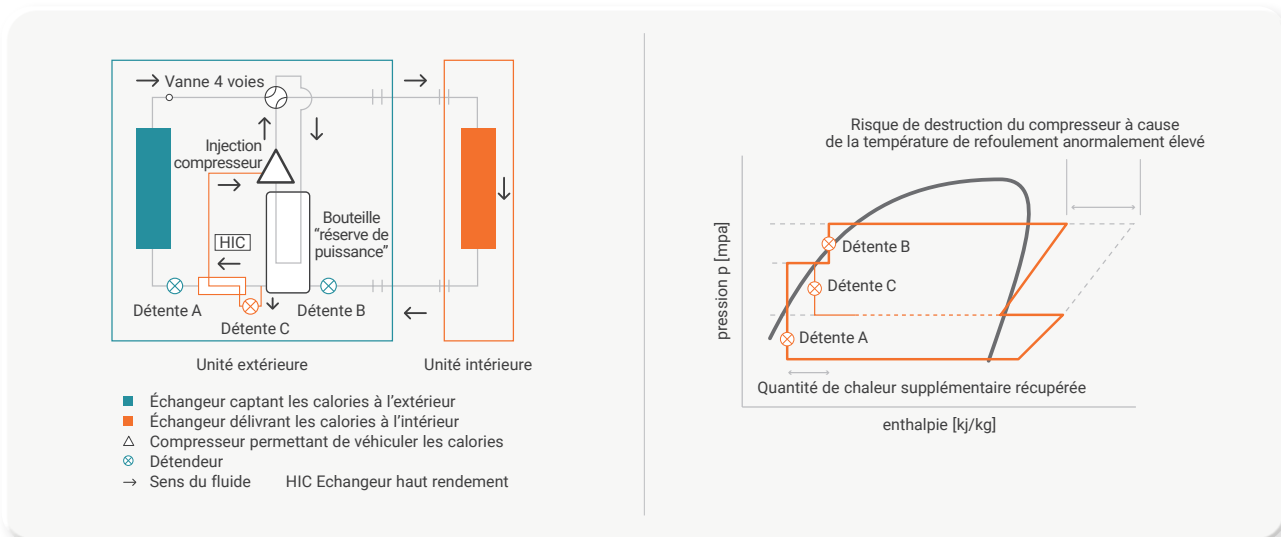 Vanne 4 voies
Injection
compresseur
Bouteille
“réserve de
puissance”
HIC
Détente A
Détente B
Détente C
Unité extérieure
Unité intérieure
Échangeur captant les calories à l’extérieur
Échangeur délivrant les calories à l’intérieur
Compresseur permettant de véhiculer les calories
Détendeur
Sens du fluide HIC Echangeur haut rendement
Risque de destruction du compresseur à cause
de la température de refoulement anormalement élevé
pression p [mpa]
Détente B
Détente C
Détente A
Quantité de chaleur supplémentaire récupérée
enthalpie [kj/kg]